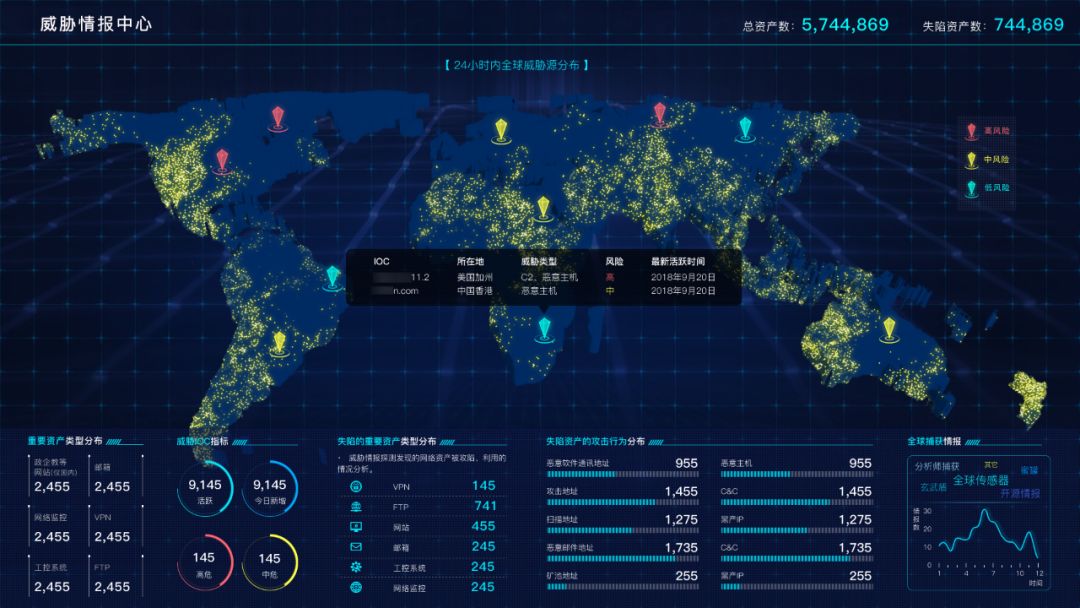 威胁情报中心
总资产数: 5,744,869 失陷资产数: 744,869
【 24小时内全球威胁源分布 】
高风险
中风险
低风险
IOC 所在地 威胁类型 风险 最新活跃时间
11.2 美国加州 C2、恶意主机 高 2018年9月20日
n.com 中国香港 恶意主机 中 2018年9月20日
重要资产类型分布
政企教等
网站(仅国内)
2,455
邮箱
2,455
网络监控
2,455
VPN
2,455
工控系统
2,455
FTP
2,455
威胁IOC指标
9,145
活跃
9,145
今日新增
145
高危
145
中危
失陷的重要资产类型分布
· 威胁情报探测发现的网络资产被攻陷、利用的
情况分析。
VPN 145
FTP 741
网站 455
邮箱 245
工控系统 245
网络监控 245
失陷资产的攻击行为分布
恶意软件通讯地址 955
攻击地址 1,455
扫描地址 1,275
恶意邮件地址 1,735
矿池地址 255
恶意主机 955
C&C 1,455
黑产IP 1,275
C&C 1,735
黑产IP 255
全球捕获情报
分析师捕获
其它
蜜罐
全球传感器
玄武盾
开源情报
情报数
30
20
10
0
1 4 7 10 12
时间